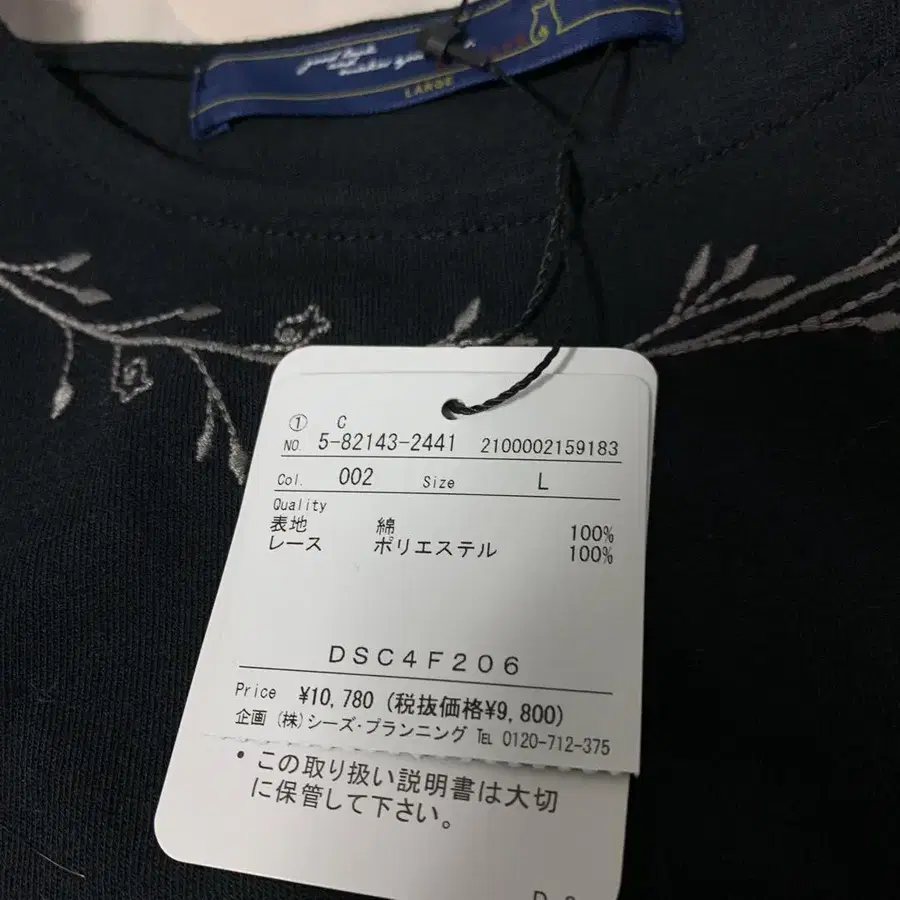 LARGE
① C
NO. 5-82143-2441 2100002159183
Col. 002 Size L
Quality
表地 綿 100%
レース ポリエステル 100%
DSC4F206
Price ¥10,780 (税抜価格¥9,800)
企画 (株)シーズ・プランニング ℡ 0120-712-375
• この取り扱い説明書は大切
に保管して下さい。